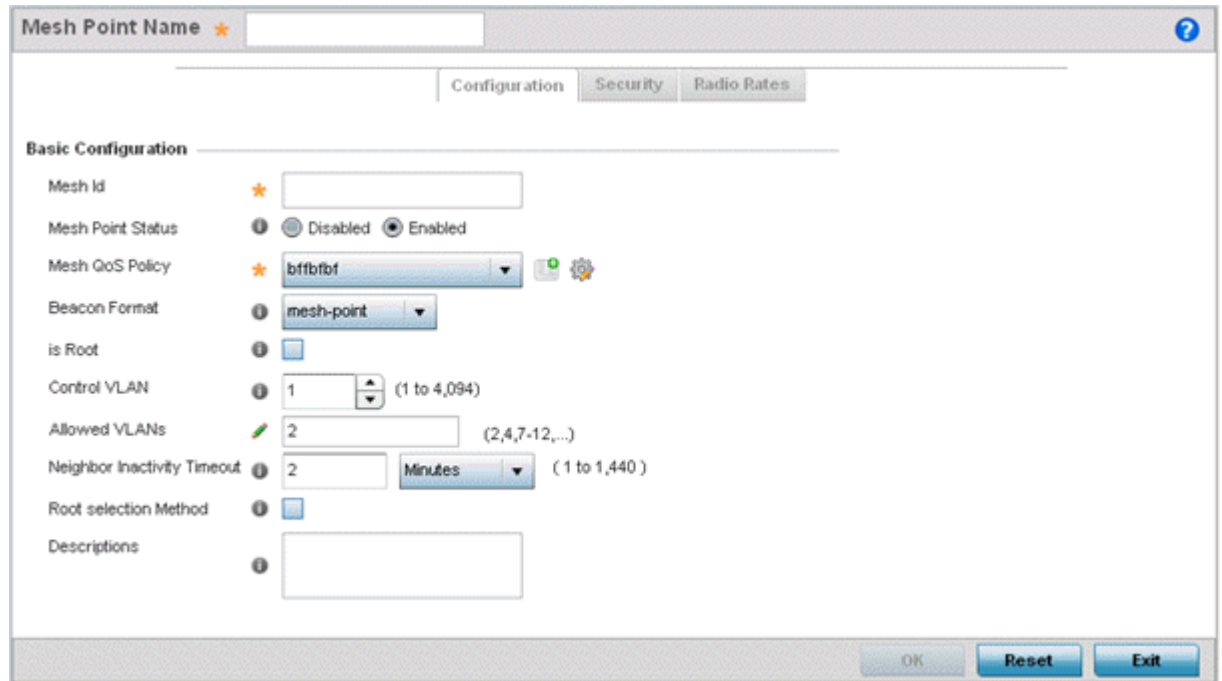 Mesh Point Name *
?
Configuration Security Radio Rates
Basic Configuration
Mesh Id *
Mesh Point Status Disabled Enabled
Mesh QoS Policy * bffbfbf
Beacon Format mesh-point
is Root
Control VLAN 1 (1 to 4,094)
Allowed VLANs 2 (2,4,7-12,...)
Neighbor Inactivity Timeout 2 Minutes ( 1 to 1,440 )
Root selection Method
Descriptions
OK Reset Exit